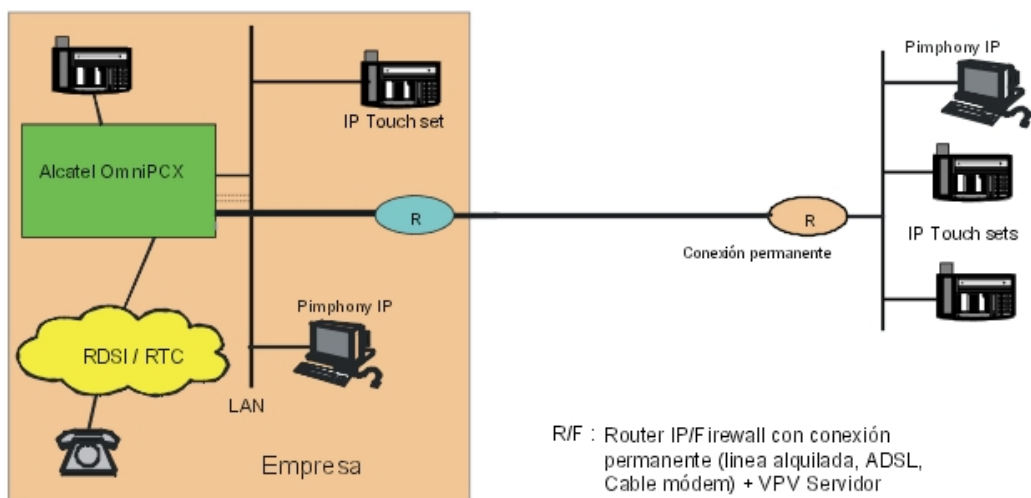 Pimphony IP
IP Touch set
Alcatel OmniPCX
R
R
IP Touch sets
Conexión permanente
Pimphony IP
RDSI / RTC
LAN
R/F : Router IP/Firewall con conexión
permanente (linea alquilada, ADSL,
Cable módem) + VPV Servidor
Empresa